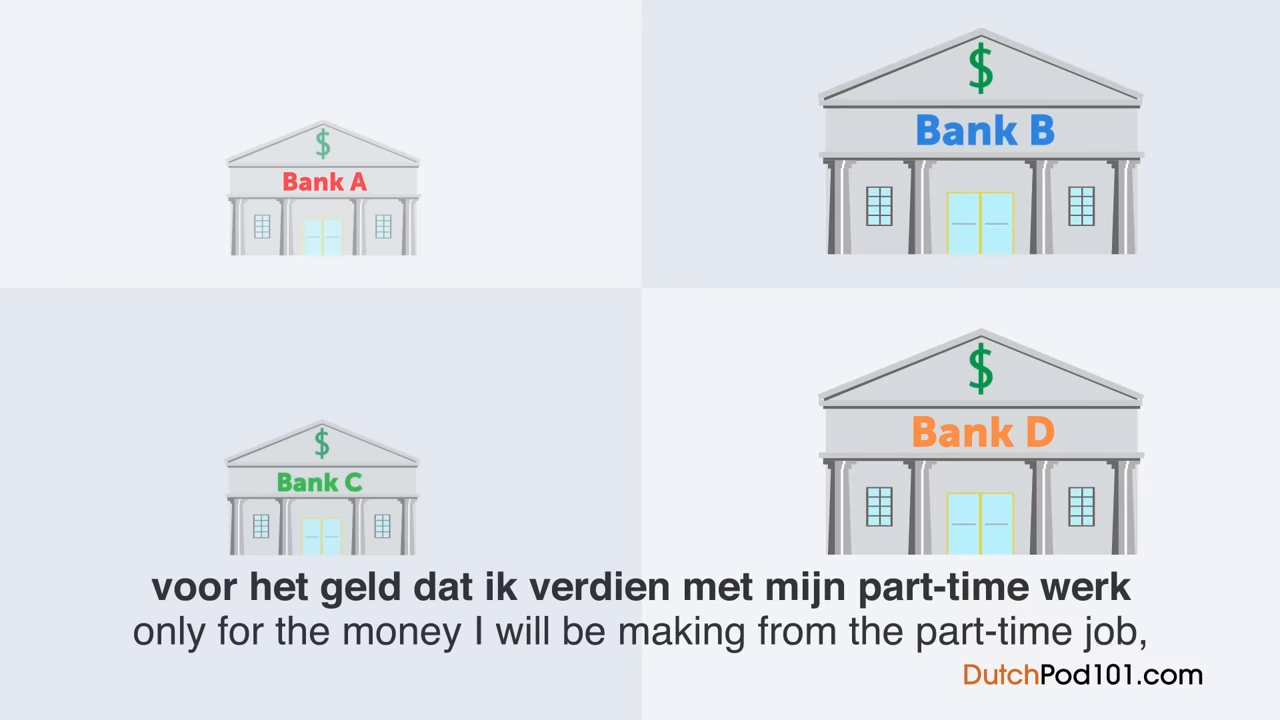 $
Bank A
$
Bank B
$
Bank C
$
Bank D
voor het geld dat ik verdien met mijn part-time werk
only for the money I will be making from the part-time job,
DutchPod101.com